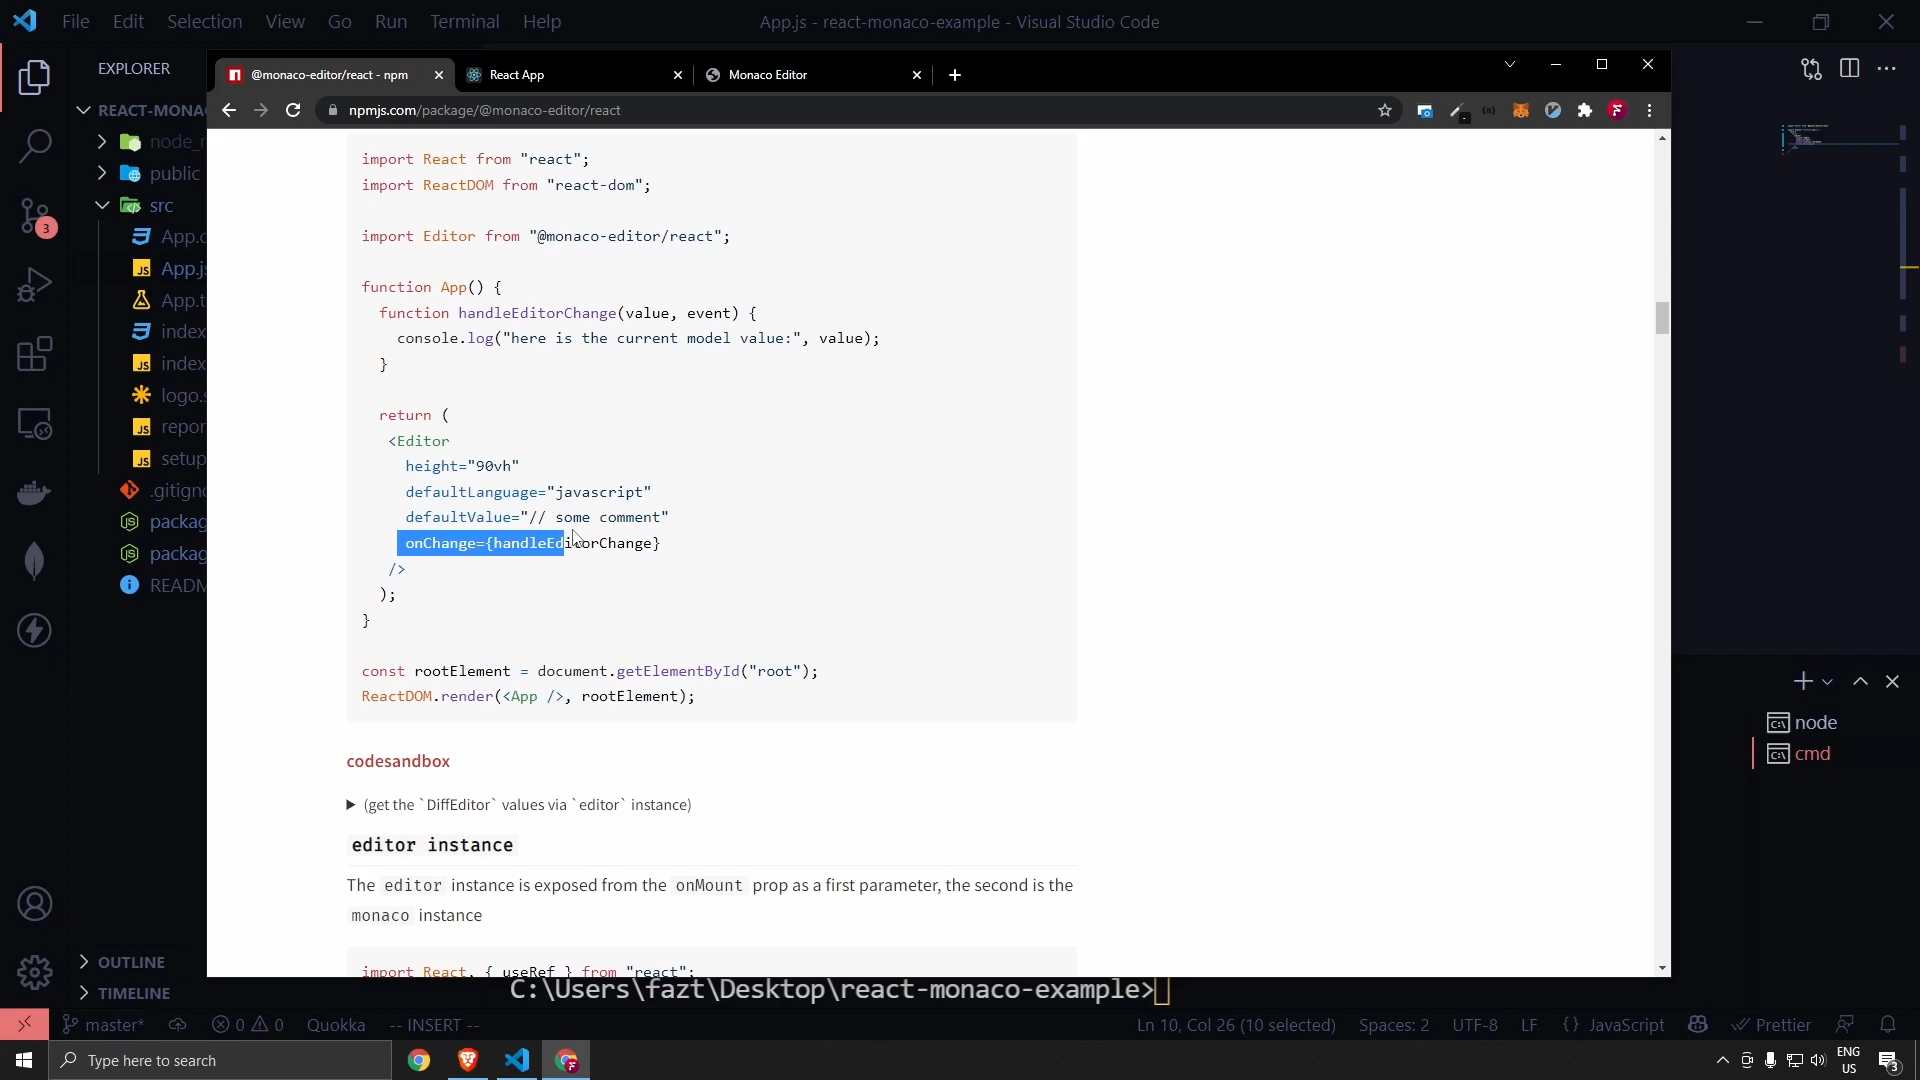 File Edit Selection View Go Run Terminal Help
App.js - react-monaco-example - Visual Studio Code
EXPLORER
REACT-MONA
node_
public
src
App.c
App.j
App.t
index
index
logo.s
repor
setup
.gitign
packag
packag
READM
OUTLINE
TIMELINE
3
@monaco-editor/react - npm
React App
Monaco Editor
npmjs.com/package/@monaco-editor/react
import React from "react";
import ReactDOM from "react-dom";
import Editor from "@monaco-editor/react";
function App() {
function handleEditorChange(value, event) {
console.log("here is the current model value:", value);
}
return (
<Editor
height="90vh"
defaultLanguage="javascript"
defaultValue="// some comment"
onChange={handleEditorChange}
/>
);
}
const rootElement = document.getElementById("root");
ReactDOM.render(<App />, rootElement);
codesandbox
(get the `DiffEditor` values via `editor` instance)
editor instance
The editor instance is exposed from the onMount prop as a first parameter, the second is the
monaco instance
import React, { useRef } from "react";
node
cmd
C:\Users\fazt\Desktop\react-monaco-example>
master* 0 0 Quokka -- INSERT --
Ln 10, Col 26 (10 selected) Spaces: 2 UTF-8 LF {} JavaScript Prettier
Type here to search
ENG
US
3